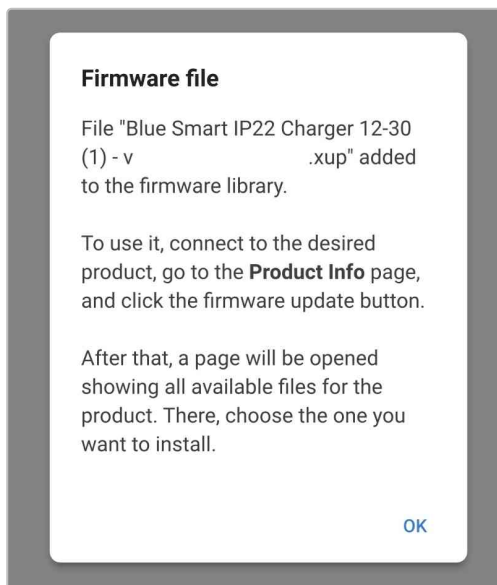 Firmware file
File "Blue Smart IP22 Charger 12-30
(1) - v .xup" added
to the firmware library.
To use it, connect to the desired
product, go to the Product Info page,
and click the firmware update button.
After that, a page will be opened
showing all available files for the
product. There, choose the one you
want to install.
OK